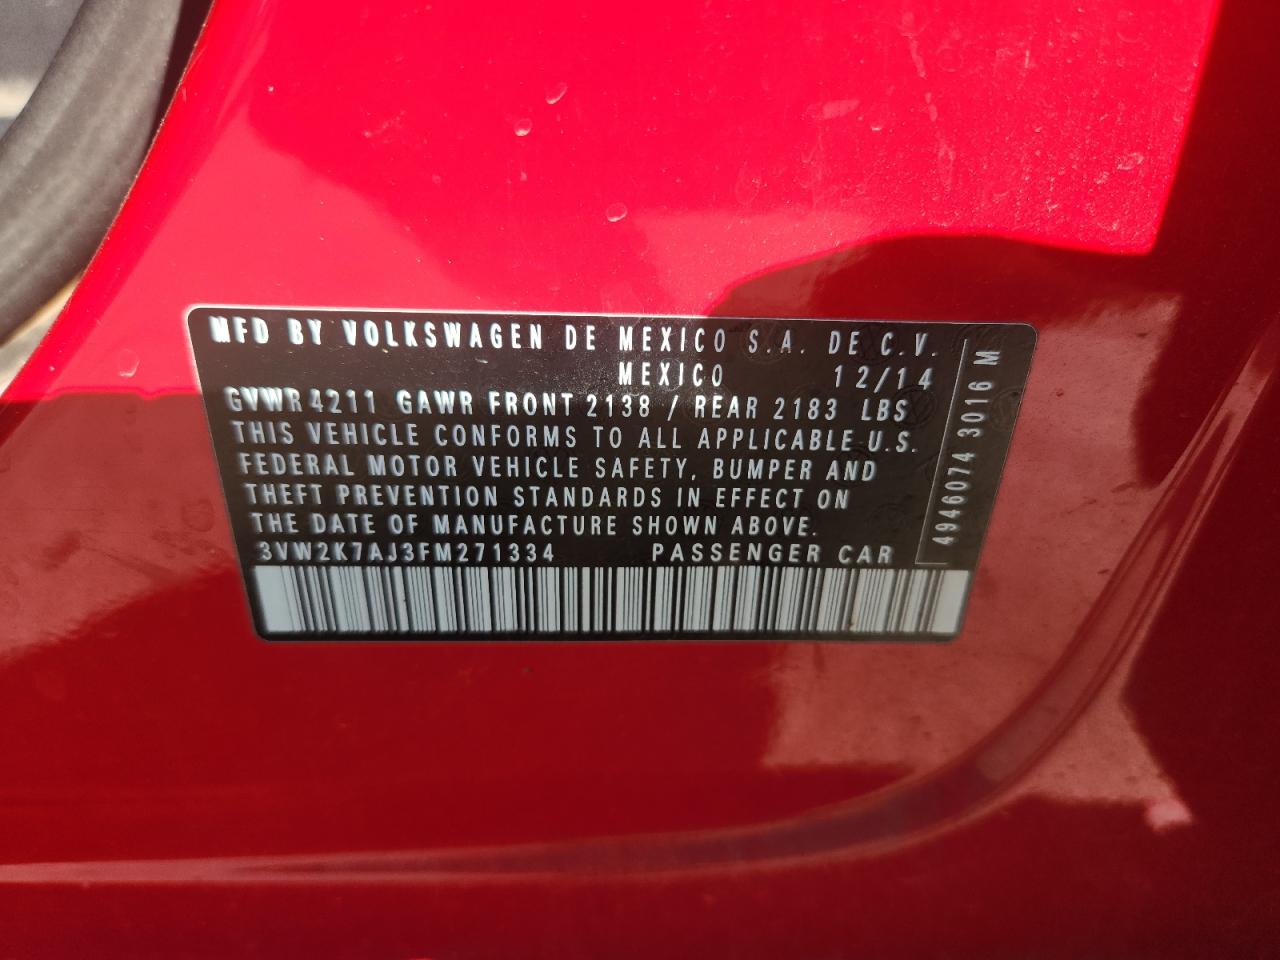 MFD BY VOLKSWAGEN DE MEXICO S.A. DE C.V.
MEXICO 12/14
GVWR 4211 GAWR FRONT 2138 / REAR 2183 LBS
THIS VEHICLE CONFORMS TO ALL APPLICABLE U.S.
FEDERAL MOTOR VEHICLE SAFETY, BUMPER AND
THEFT PREVENTION STANDARDS IN EFFECT ON
THE DATE OF MANUFACTURE SHOWN ABOVE.
3VW2K7AJ3FM271334 PASSENGER CAR
4946074 3016 M